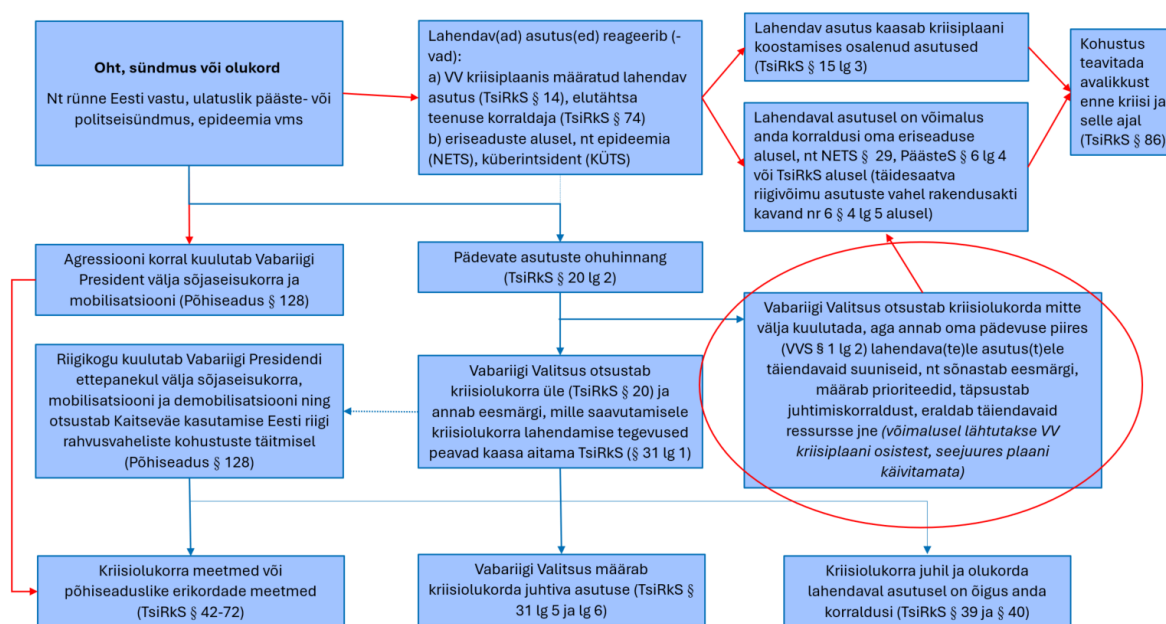 Oht, sündmus või olukord
Nt rünne Eesti vastu, ulatuslik pääste- või
politseisündmus, epideemia vms
Lahendav(ad) asutus(ed) reageerib (-
vad):
a) VV kriisiplaanis määratud lahendav
asutus (TsiRkS § 14), elutähtsa
teenuse korraldaja (TsiRkS § 74)
b) eriseaduste alusel, nt epideemia
(NETS), küberintsident (KÜTS)
Lahendav asutus kaasab kriisiplaani
koostamises osalenud asutused
(TsiRkS § 15 lg 3)
Kohustus
teavitada
avalikkust
enne kriisi ja
selle ajal
(TsiRkS § 86)
Lahendaval asutusel on võimalus
anda korraldusi oma eriseaduse
alusel, nt NETS § 29, PäästeS § 6 lg 4
või TsiRkS alusel (täidesaatva
riigivõimu asutuste vahel rakendusakti
kavand nr 6 § 4 lg 5 alusel)
Agressiooni korral kuulutab Vabariigi
President välja sõjaseisukorra ja
mobilisatsiooni (Põhiseadus § 128)
Pädevate asutuste ohuhinnang
(TsiRkS § 20 lg 2)
Vabariigi Valitsus otsustab kriisiolukorda mitte
välja kuulutada, aga annab oma pädevuse piires
(VVS § 1 lg 2) lahendava(te)le asutus(t)ele
täiendavaid suuniseid, nt sõnastab eesmärgi,
määrab prioriteedid, täpsustab
juhtimiskorraldust, eraldab täiendavaid
ressursse jne (võimalusel lähtutakse VV
kriisiplaani osistest, seejuures plaani
käivitamata)
Riigikogu kuulutab Vabariigi Presidendi
ettepanekul välja sõjaseisukorra,
mobilisatsiooni ja demobilisatsiooni ning
otsustab Kaitseväe kasutamise Eesti riigi
rahvusvaheliste kohustuste täitmisel
(Põhiseadus § 128)
Vabariigi Valitsus otsustab
kriisiolukorra üle (TsiRkS § 20) ja
annab eesmärgi, mille saavutamisele
kriisiolukorra lahendamise tegevused
peavad kaasa aitama TsiRkS (§ 31 lg 1)
Kriisiolukorra meetmed või
põhiseaduslike erikordade meetmed
(TsiRkS § 42-72)
Vabariigi Valitsus määrab
kriisiolukorda juhtiva asutuse (TsiRkS §
31 lg 5 ja lg 6)
Kriisiolukorra juhil ja olukorda
lahendaval asutusel on õigus anda
korraldusi (TsiRkS § 39 ja § 40)